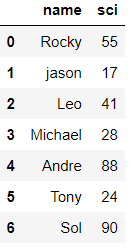 name sci
0 Rocky 55
1 jason 17
2 Leo 41
3 Michael 28
4 Andre 88
5 Tony 24
6 Sol 90